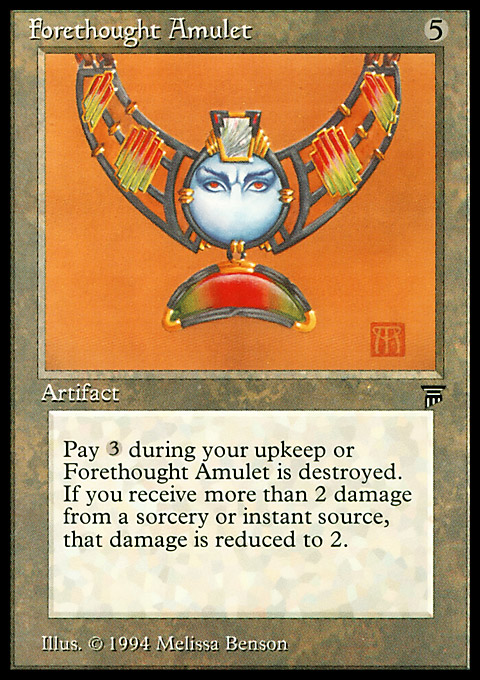 Forethought Amulet 5
Artifact
Pay 3 during your upkeep or
Forethought Amulet is destroyed.
If you receive more than 2 damage
from a sorcery or instant source,
that damage is reduced to 2.
Illus. © 1994 Melissa Benson